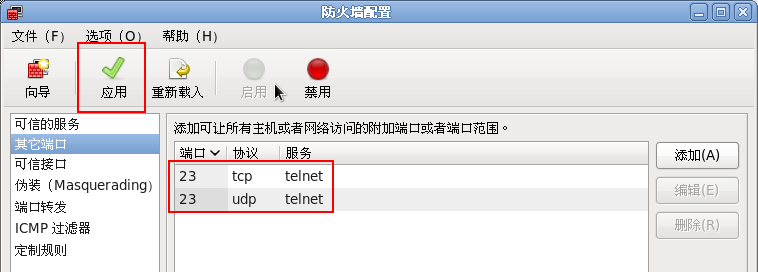 防火墙配置
文件（F） 选项（O） 帮助（H）
向导 应用 重新载入 启用 禁用
可信的服务
其它端口
可信接口
伪装（Masquerading）
端口转发
ICMP 过滤器
定制规则
添加可让所有主机或者网络访问的附加端口或者端口范围。
端口 协议 服务
23 tcp telnet
23 udp telnet
添加(A)
编辑(E)
删除(R)